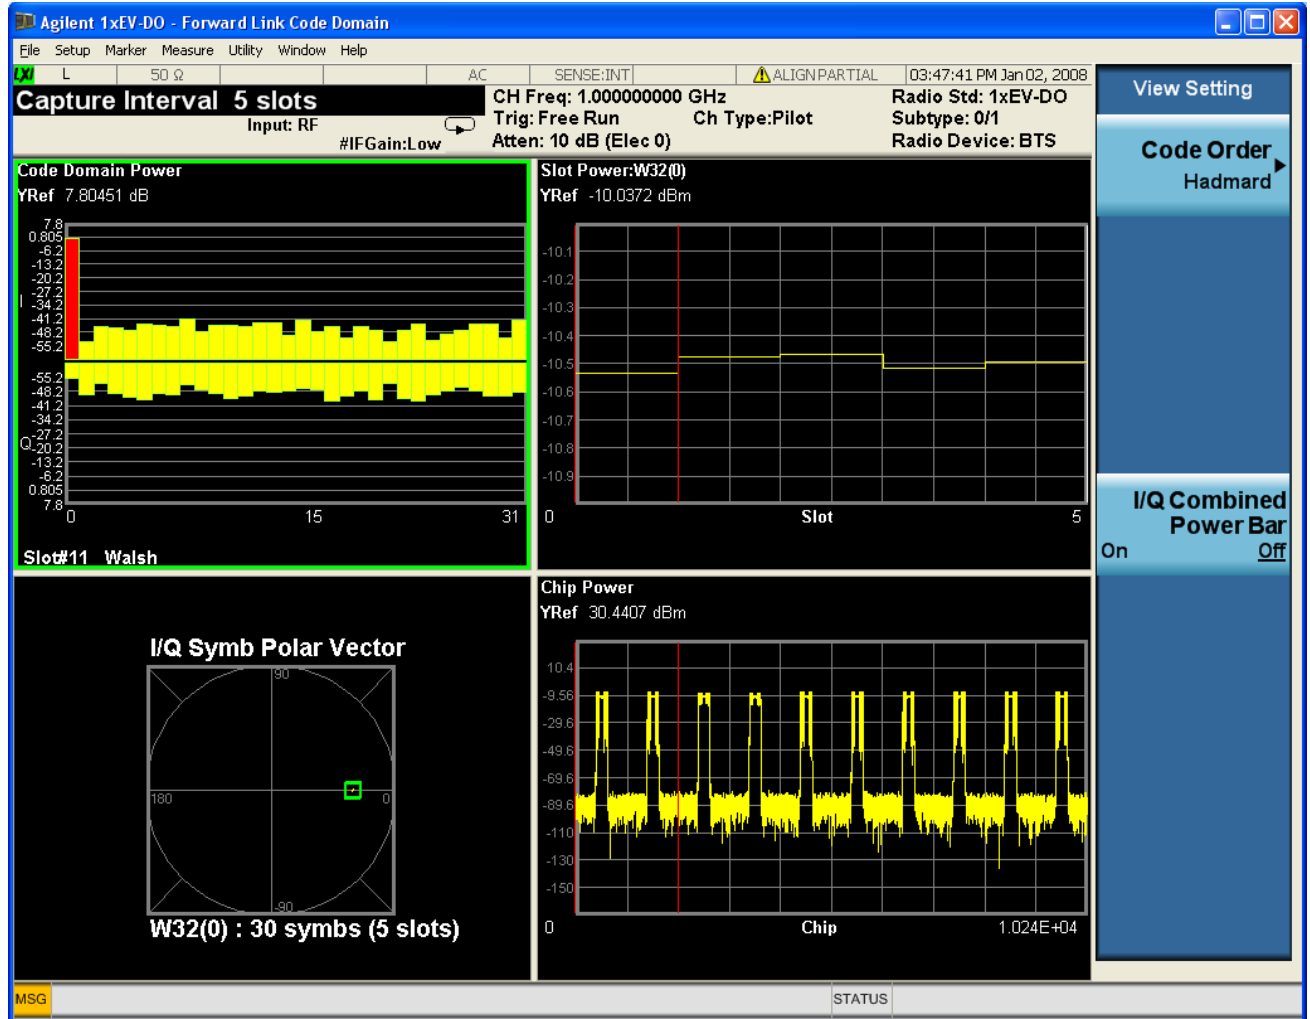 Agilent 1xEV-DO - Forward Link Code Domain
File Setup Marker Measure Utility Window Help
LXI L 50 Ω AC SENSE:INT ALIGN PARTIAL 03:47:41 PM Jan 02, 2008
Capture Interval 5 slots
Input: RF
#IFGain:Low
CH Freq: 1.000000000 GHz
Trig: Free Run Ch Type:Pilot
Atten: 10 dB (Elec 0)
Radio Std: 1xEV-DO
Subtype: 0/1
Radio Device: BTS
Code Domain Power
YRef 7.80451 dB
7.8
0.805
-6.2
-13.2
-20.2
-27.2
I
-34.2
-41.2
-48.2
-55.2
-55.2
-48.2
-41.2
-34.2
-27.2
Q
-20.2
-13.2
-6.2
0.805
7.8
0 15 31
Slot#11 Walsh
Slot Power:W32(0)
YRef -10.0372 dBm
-10.1
-10.2
-10.3
-10.4
-10.5
-10.6
-10.7
-10.8
-10.9
0 Slot 5
I/Q Symb Polar Vector
90
180 0
-90
W32(0) : 30 symbs (5 slots)
Chip Power
YRef 30.4407 dBm
10.4
-9.56
-29.6
-49.6
-69.6
-89.6
-110
-130
-150
0 Chip 1.024E+04
View Setting
Code Order
Hadmard
I/Q Combined
Power Bar
On Off
MSG STATUS